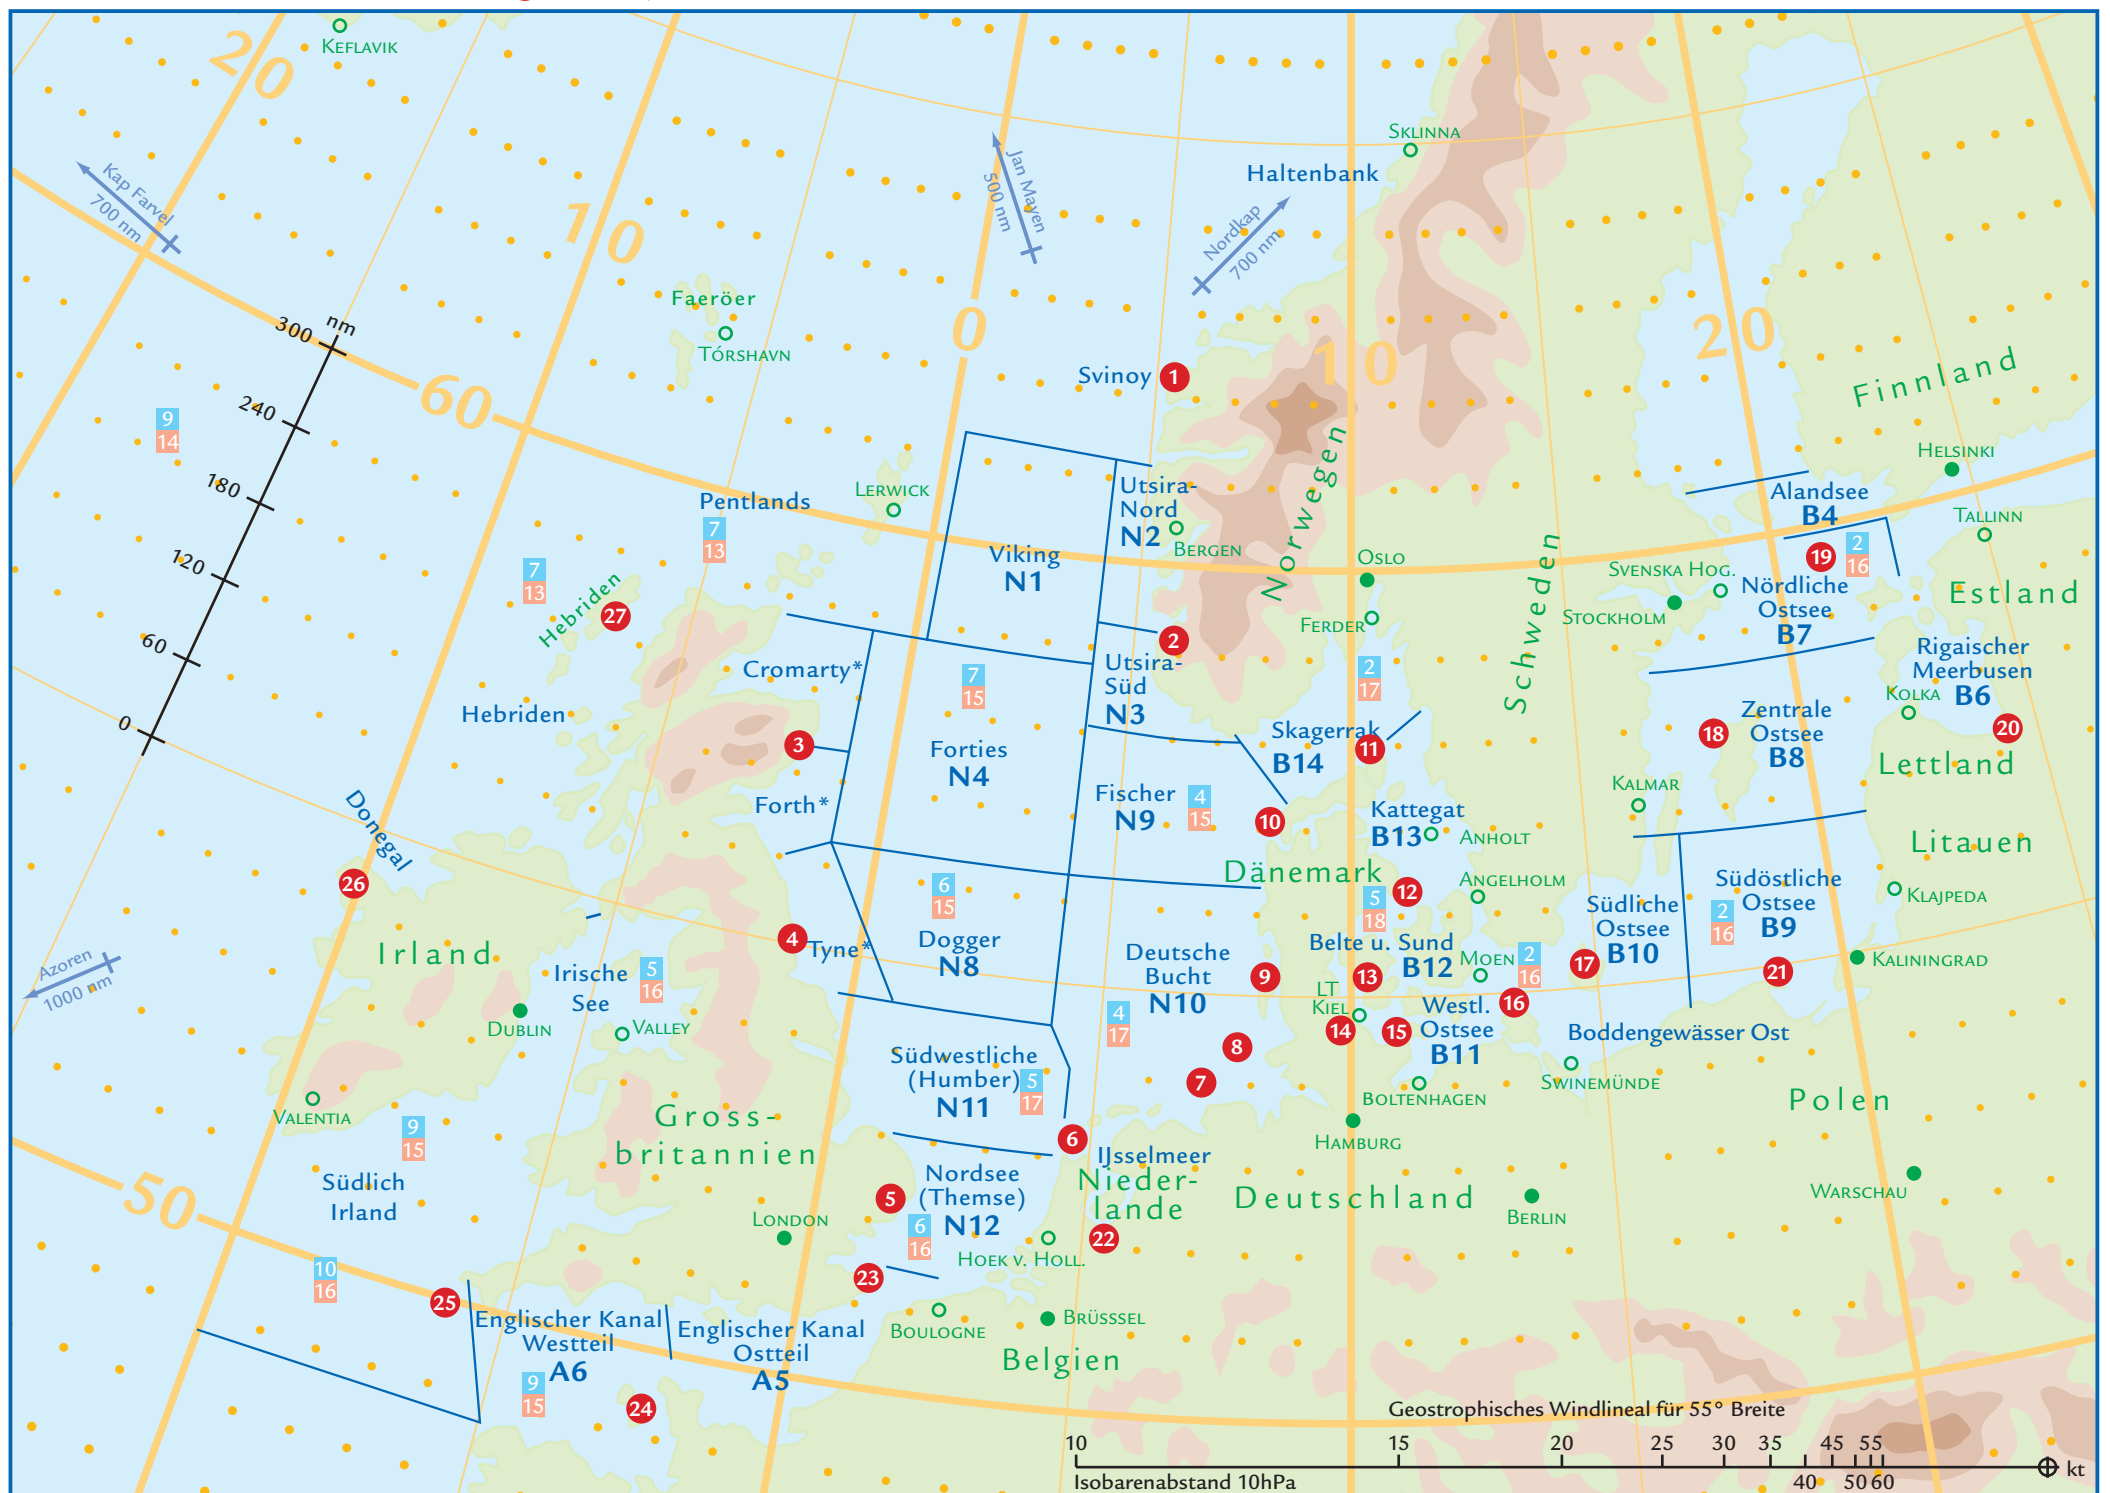 20
KEFLAVIK
SKLINNA
Haltenbank
Kap Farvel
700 nm
Jan Mayen
500 nm
Nordkap
700 nm
10
Faeröer
TÓRSHAVN
0
10
20
300
nm
240
180
120
60
0
60
Svinoy
1
Finnland
HELSINKI
9
14
Pentlands
7
13
LERWICK
Utsira-
Nord
N2
BERGEN
Viking
N1
Norwegen
OSLO
FERDER
Schweden
Alandsee
B4
TALLINN
SVENSKA HOG.
STOCKHOLM
19
2
16
Nördliche
Ostsee
B7
Estland
7
13
Hebriden
27
Hebriden
Cromarty*
7
15
2
Utsira-
Süd
N3
2
17
Rigaischer
Meerbusen
B6
KOLKA
20
3
Forties
N4
Skagerrak
11
B14
18
Zentrale
Ostsee
B8
Lettland
Forth*
Fischer
N9
4
15
10
Kattegat
B13
ANHOLT
KALMAR
Litauen
Donegal
26
6
15
Dänemark
12
5
18
ANGELHOLM
Südliche
Ostsee
B10
Südöstliche
Ostsee
B9
2
16
KLAJPEDA
Irland
4
Tyne*
Dogger
N8
Deutsche
Bucht
N10
9
Belte u. Sund
B12
13
MOEN
2
16
17
21
KALININGRAD
Azoren
1000 nm
Irische
See
5
16
DUBLIN
VALLEY
4
17
LT
KIEL
14
15
Westl.
Ostsee
B11
16
Boddengewässer Ost
Südwestliche
(Humber)
N11
5
17
8
7
SWINEMÜNDE
BOLTENHAGEN
VALENTIA
Gross-
britannien
Polen
HAMBURG
9
15
6
IJsselmeer
Nieder-
lande
Deutschland
50
Südlich
Irland
Nordsee
(Themse)
N12
5
6
16
WARSCHAU
BERLIN
LONDON
HOEK V. HOLL.
22
10
16
23
25
Englischer Kanal
Westteil
A6
Englischer Kanal
Ostteil
A5
BOULOGNE
BRÜSSSEL
Belgien
9
15
24
Geostrophisches Windlineal für 55° Breite
10 15 20 25 30 35 45 55
kt
Isobarenabstand 10hPa
40 50 60